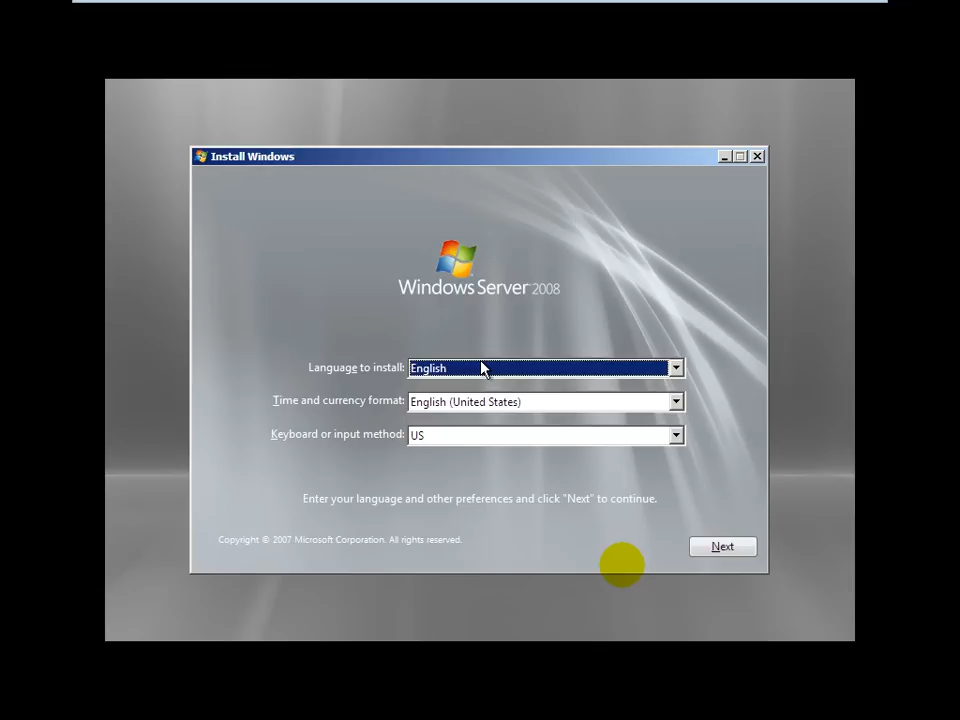 Install Windows
Windows Server 2008
Language to install: English
Time and currency format: English (United States)
Keyboard or input method: US
Enter your language and other preferences and click "Next" to continue.
Copyright © 2007 Microsoft Corporation. All rights reserved.
Next